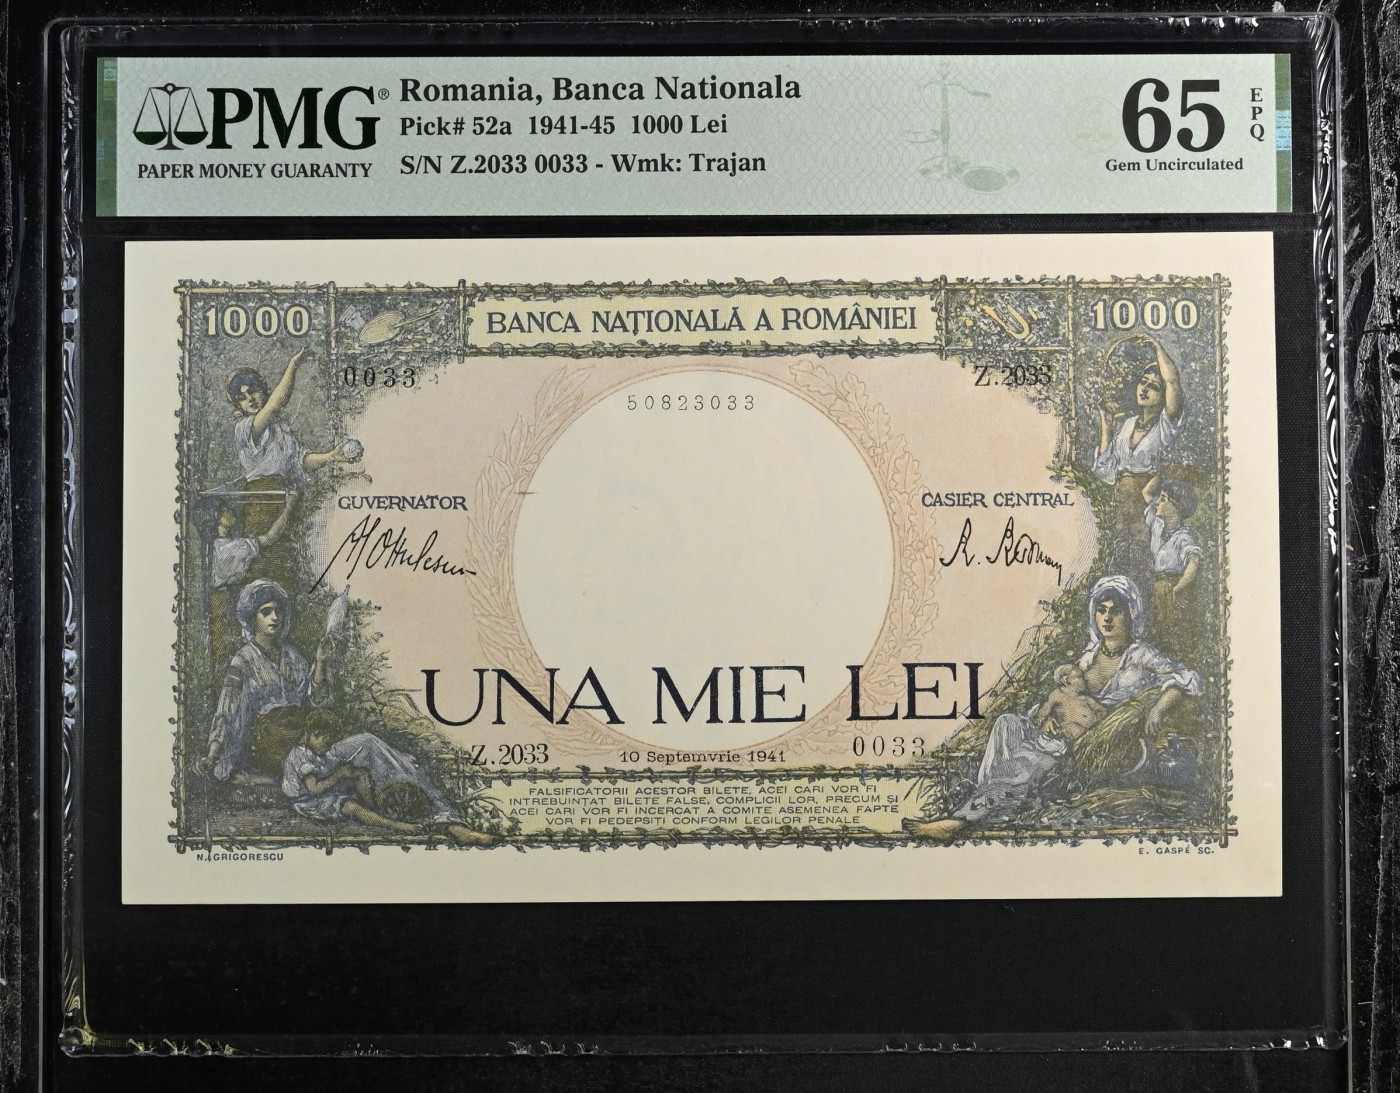 PMG®
PAPER MONEY GUARANTY
Romania, Banca Nationala
Pick# 52a 1941-45 1000 Lei
S/N Z.2033 0033 - Wmk: Trajan
65
EPQ
Gem Uncirculated
1000
BANCA NAȚIONALĂ A ROMÂNIEI
1000
0033
Z.2033
50823033
GUVERNATOR
CASIER CENTRAL
UNA MIE LEI
Z.2033
10 Septemvrie 1941
0033
FALSIFICATORII ACESTOR BILETE, ACEI CARI VOR FI
INTREBUINȚAT BILETE FALSE, COMPLICII LOR, PRECUM ȘI
ACEI CARI VOR FI INCERCAT A COMITE ASEMENEA FAPTE
VOR FI PEDEPSIȚI CONFORM LEGILOR PENALE
N. GRIGORESCU
E. GASPÉ SC.